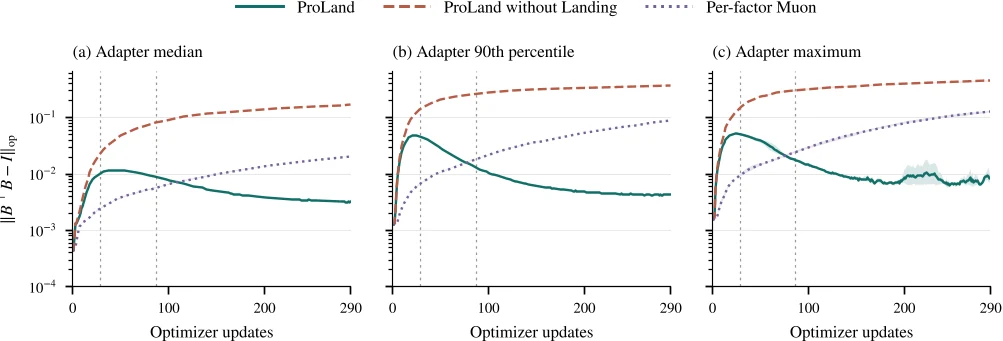 ProLand
ProLand without Landing
Per-factor Muon
(a) Adapter median
(b) Adapter 90th percentile
(c) Adapter maximum
‖B⊤B − I‖op
10⁻¹
10⁻²
10⁻³
10⁻⁴
0
100
200
290
0
100
200
290
0
100
200
290
Optimizer updates
Optimizer updates
Optimizer updates